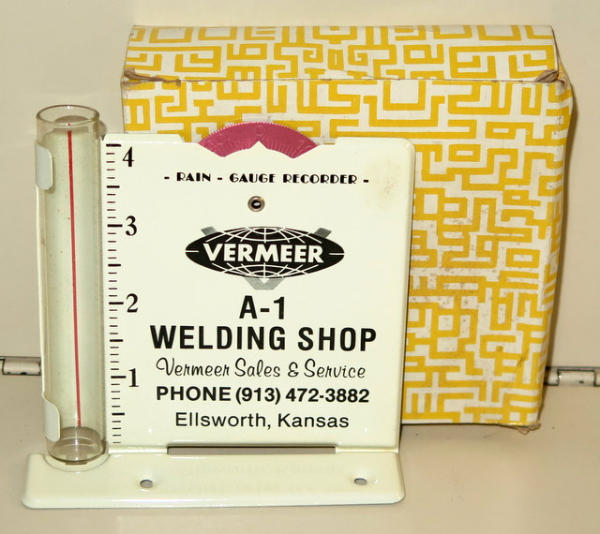 4
- RAIN - GAUGE RECORDER -
3
VERMEER
2
A-1
WELDING SHOP
Vermeer Sales & Service
1
PHONE (913) 472-3882
Ellsworth, Kansas